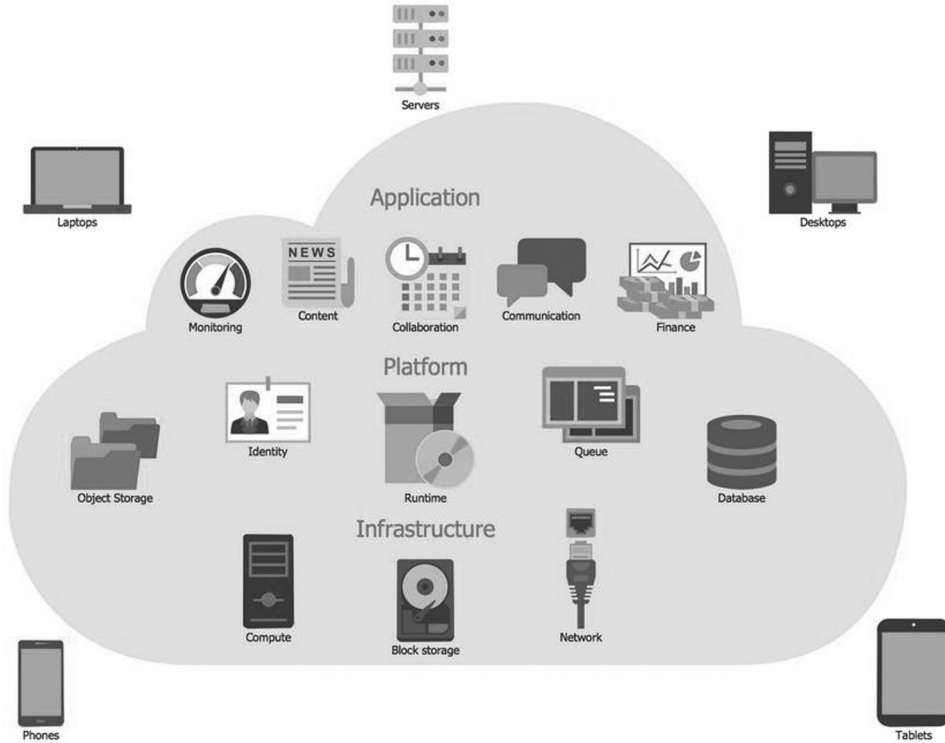 Servers
Laptops
Desktops
Application
NEWS
Monitoring
Content
Collaboration
Communication
Finance
Platform
Identity
Queue
Object Storage
Runtime
Database
Infrastructure
Compute
Block storage
Network
Phones
Tablets